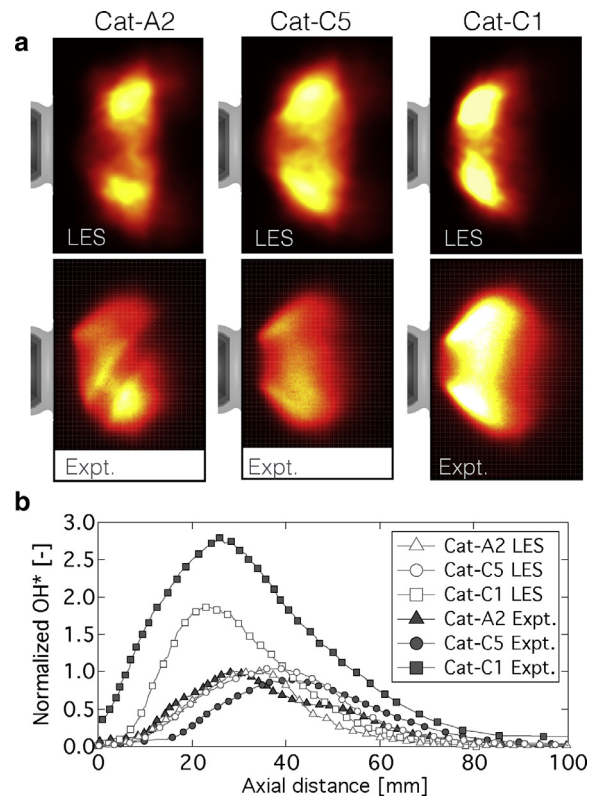 Cat-A2 Cat-C5 Cat-C1
a
LES LES LES
Expt. Expt. Expt.
b
3.0
2.5
2.0
1.5
1.0
0.5
0.0
Normalized OH* [-]
Cat-A2 LES
Cat-C5 LES
Cat-C1 LES
Cat-A2 Expt.
Cat-C5 Expt.
Cat-C1 Expt.
0 20 40 60 80 100
Axial distance [mm]